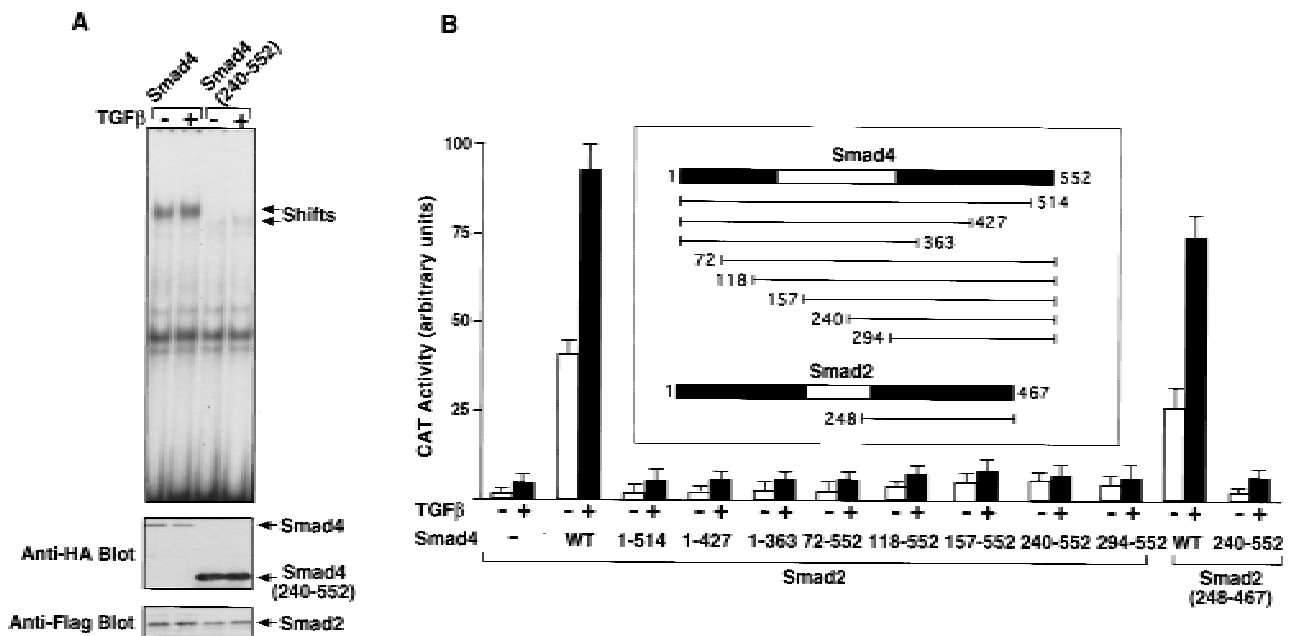 A
Smad4
Smad4
(240-552)
TGFβ - + - +
Shifts
Anti-HA Blot
Smad4
Smad4
(240-552)
Anti-Flag Blot
Smad2
B
CAT Activity (arbitrary units)
100
75
50
25
Smad4
1 552
514
427
363
72
118
157
240
294
Smad2
1 467
248
TGFβ - + - + - + - + - + - + - + - + - + - + - + - +
Smad4 - WT 1-514 1-427 1-363 72-552 118-552 157-552 240-552 294-552 WT 240-552
Smad2
Smad2
(248-467)